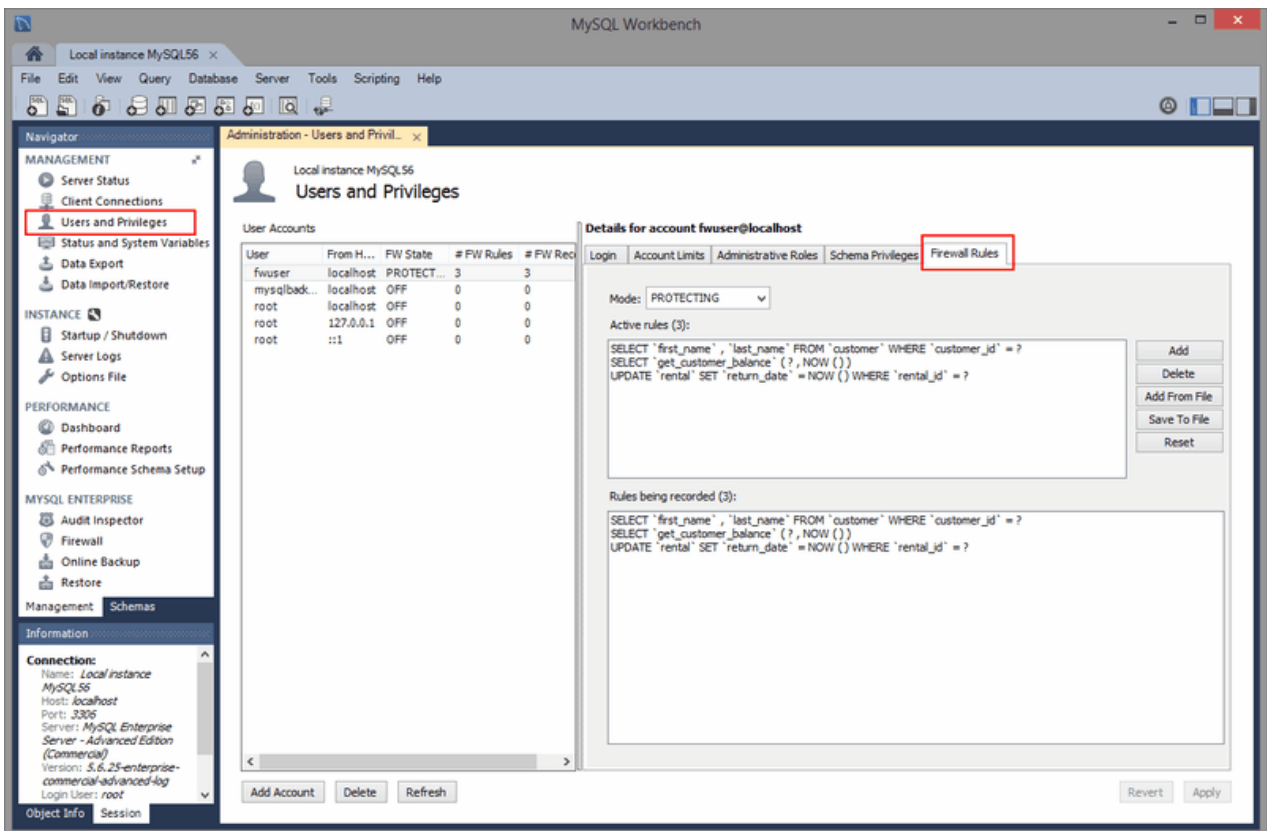 MySQL Workbench
Local instance MySQL56
File Edit View Query Database Server Tools Scripting Help
Navigator
MANAGEMENT
Server Status
Client Connections
Users and Privileges
Status and System Variables
Data Export
Data Import/Restore
INSTANCE
Startup / Shutdown
Server Logs
Options File
PERFORMANCE
Dashboard
Performance Reports
Performance Schema Setup
MYSQL ENTERPRISE
Audit Inspector
Firewall
Online Backup
Restore
Management Schemas
Information
Connection:
Name: Local instance
MySQL56
Host: localhost
Port: 3306
Server: MySQL Enterprise
Server - Advanced Edition
(Commercial)
Version: 5.6.25-enterprise-
commercial-advanced-log
Login User: root
Object Info Session
Administration - Users and Privil...
Local instance MySQL56
Users and Privileges
User Accounts
User From H... FW State # FW Rules # FW Rec
fwuser localhost PROTECT... 3 3
mysqlback... localhost OFF 0 0
root localhost OFF 0 0
root 127.0.0.1 OFF 0 0
root ::1 OFF 0 0
Add Account Delete Refresh
Details for account fwuser@localhost
Login Account Limits Administrative Roles Schema Privileges Firewall Rules
Mode: PROTECTING
Active rules (3):
SELECT `first_name` , `last_name` FROM `customer` WHERE `customer_id` = ?
SELECT `get_customer_balance` ( ? , NOW ( ) )
UPDATE `rental` SET `return_date` = NOW ( ) WHERE `rental_id` = ?
Add
Delete
Add From File
Save To File
Reset
Rules being recorded (3):
SELECT `first_name` , `last_name` FROM `customer` WHERE `customer_id` = ?
SELECT `get_customer_balance` ( ? , NOW ( ) )
UPDATE `rental` SET `return_date` = NOW ( ) WHERE `rental_id` = ?
Revert Apply